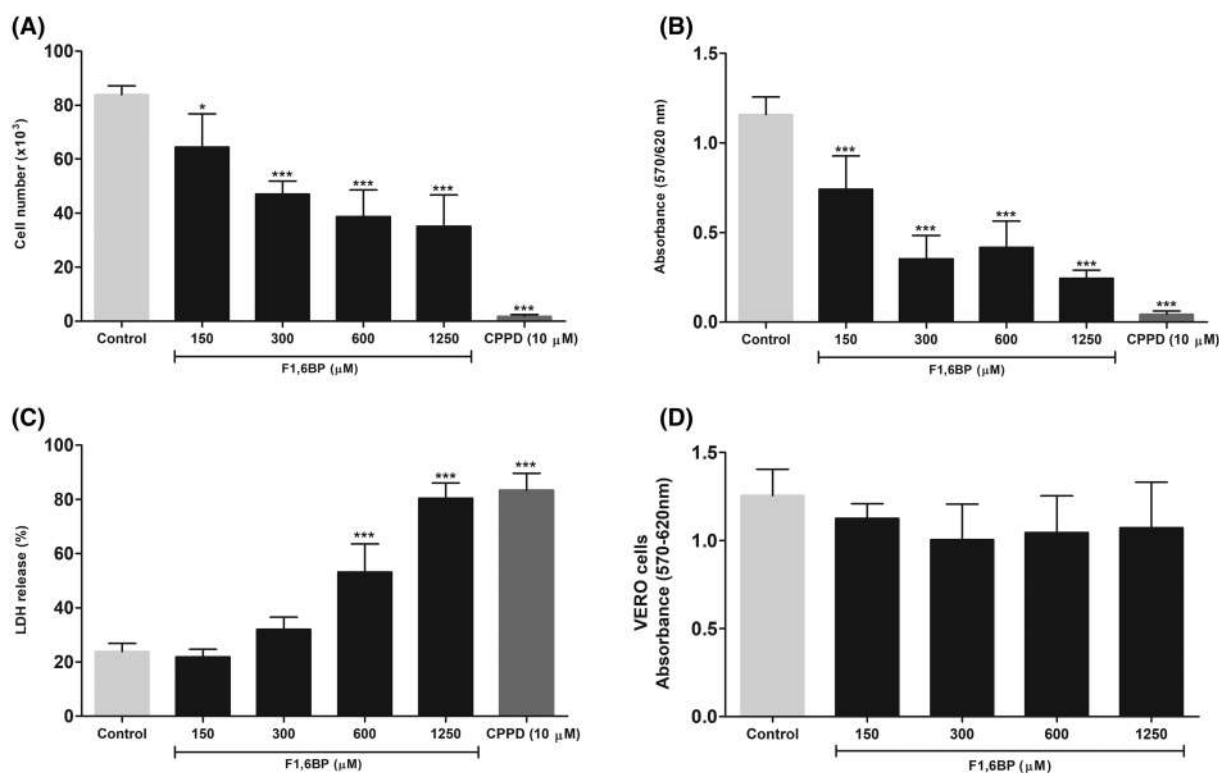 (A)
100
80
60
40
20
0
Cell number (x10⁻³)
*
***
***
***
***
Control
150
300
600
1250
CPPD (10 μM)
F1,6BP (μM)
(B)
1.5
1.0
0.5
0.0
Absorbance (570/620 nm)
***
***
***
***
***
Control
150
300
600
1250
CPPD (10 μM)
F1,6BP (μM)
(C)
100
80
60
40
20
0
LDH release (%)
***
***
***
Control
150
300
600
1250
CPPD (10 μM)
F1,6BP (μM)
(D)
1.5
1.0
0.5
0.0
VERO cells
Absorbance (570-620nm)
Control
150
300
600
1250
F1,6BP (μM)